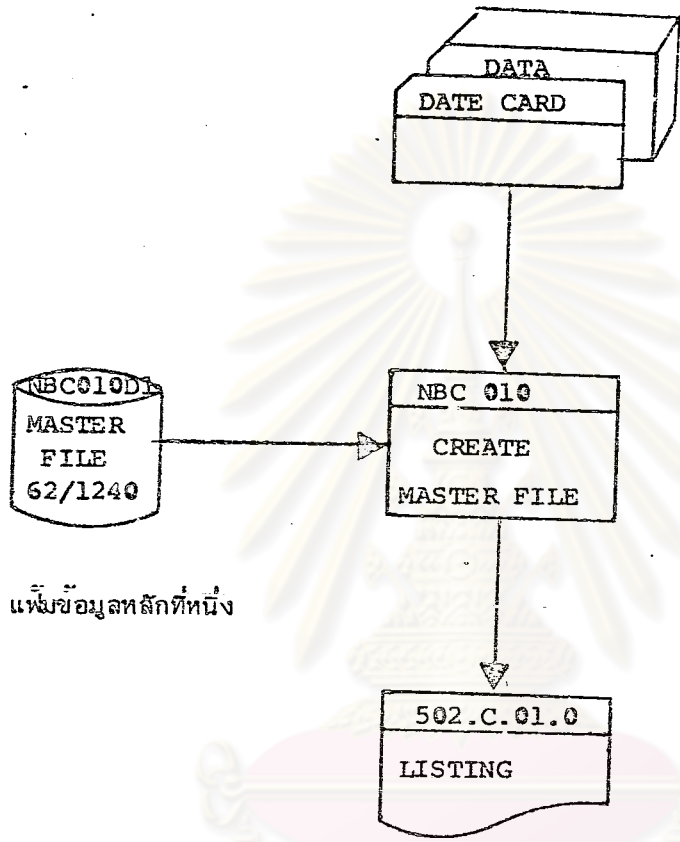 DATA
DATE CARD
NBC010D1
MASTER
FILE
62/1240
NBC 010
CREATE
MASTER FILE
แฟ้มข้อมูลหลักที่หนึ่ง
502.C.01.0
LISTING